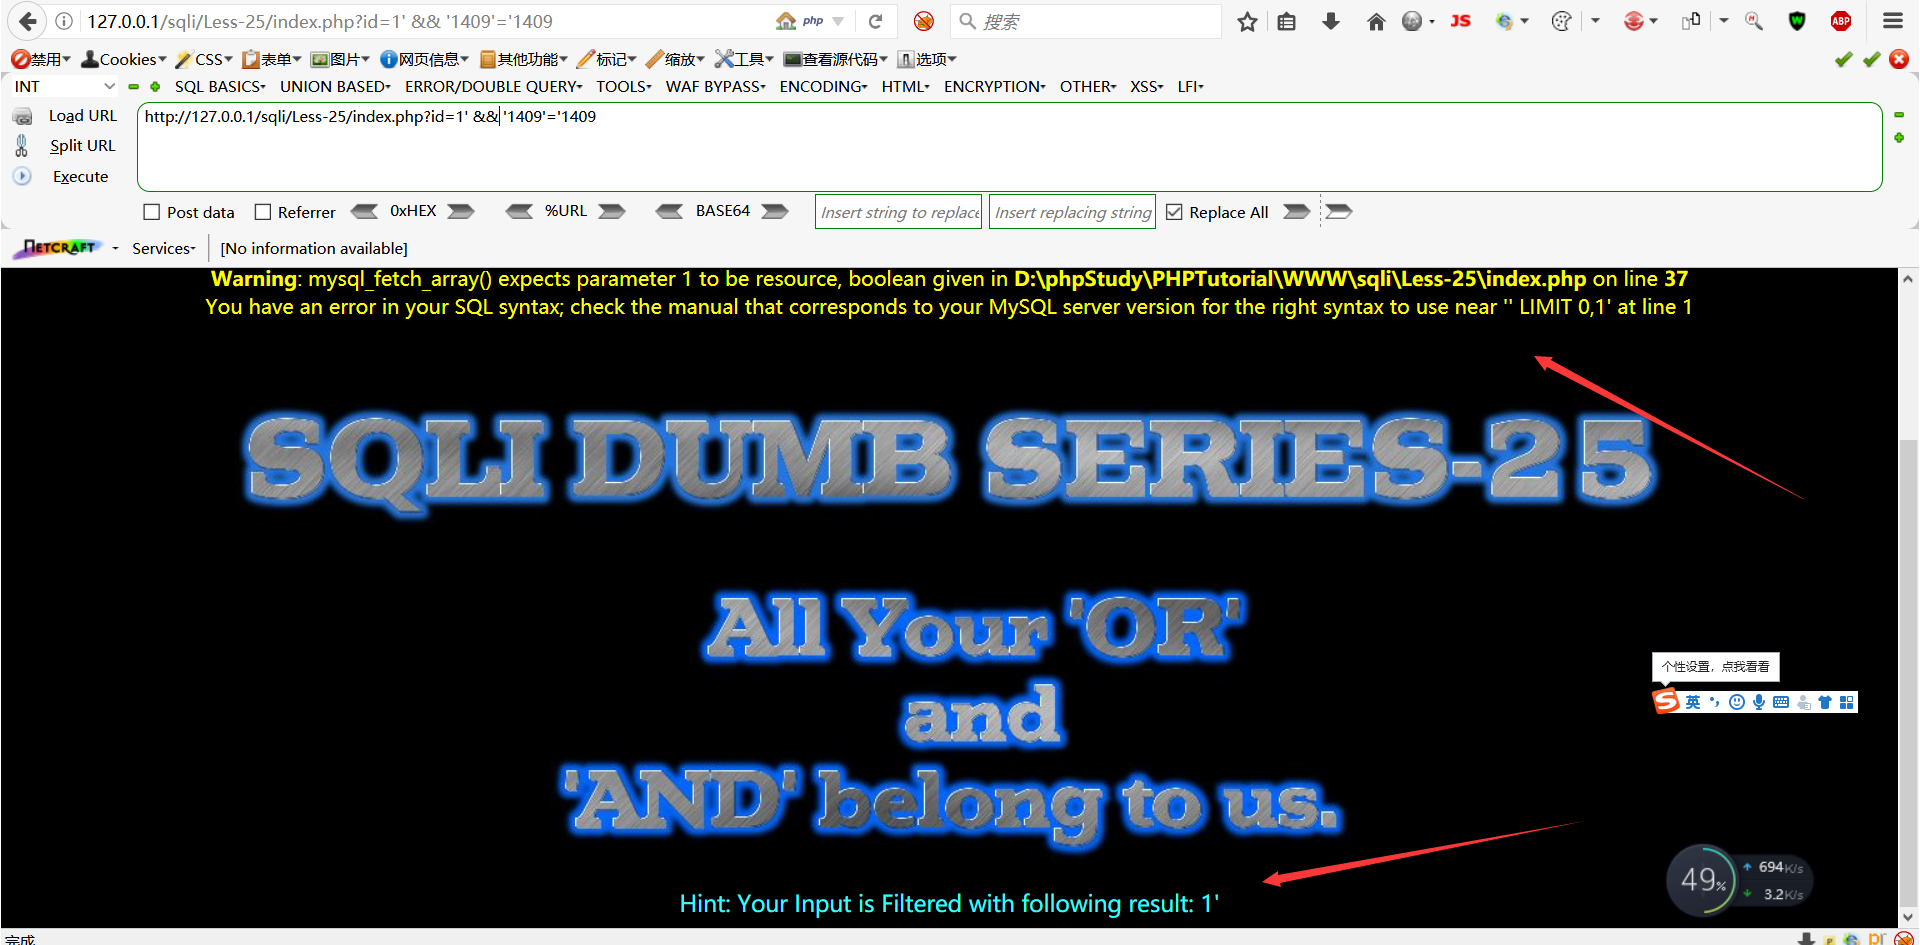 127.0.0.1/sqli/Less-25/index.php?id=1' && '1409'='1409
php
搜索
JS
ABP
禁用 Cookies CSS 表单 图片 网页信息 其他功能 标记 缩放 工具 查看源代码 选项
INT SQL BASICS UNION BASED ERROR/DOUBLE QUERY TOOLS WAF BYPASS ENCODING HTML ENCRYPTION OTHER XSS LFI
Load URL
http://127.0.0.1/sqli/Less-25/index.php?id=1' && '1409'='1409
Split URL
Execute
Post data Referrer 0xHEX %URL BASE64 Insert string to replace Insert replacing string Replace All
NETCRAFT Services [No information available]
Warning: mysql_fetch_array() expects parameter 1 to be resource, boolean given in D:\phpStudy\PHPTutorial\WWW\sqli\Less-25\index.php on line 37
You have an error in your SQL syntax; check the manual that corresponds to your MySQL server version for the right syntax to use near '' LIMIT 0,1' at line 1
SQLI DUMB SERIES-25
All Your 'OR'
and
'AND' belong to us.
个性设置，点我看看
S 英
49% 694K/s
3.2K/s
Hint: Your Input is Filtered with following result: 1'
完成